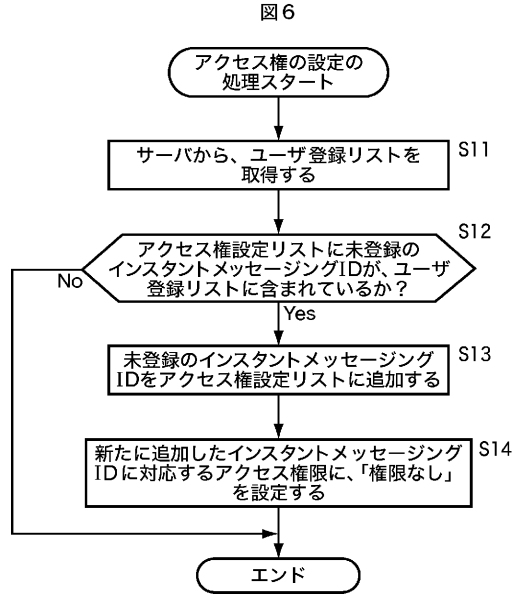 図6
アクセス権の設定の
処理スタート
サーバから、ユーザ登録リストを
取得する
S11
アクセス権設定リストに未登録の
インスタントメッセージングIDが、ユーザ
登録リストに含まれているか？
S12
No
Yes
未登録のインスタントメッセージング
IDをアクセス権設定リストに追加する
S13
新たに追加したインスタントメッセージング
IDに対応するアクセス権限に、「権限なし」
を設定する
S14
エンド